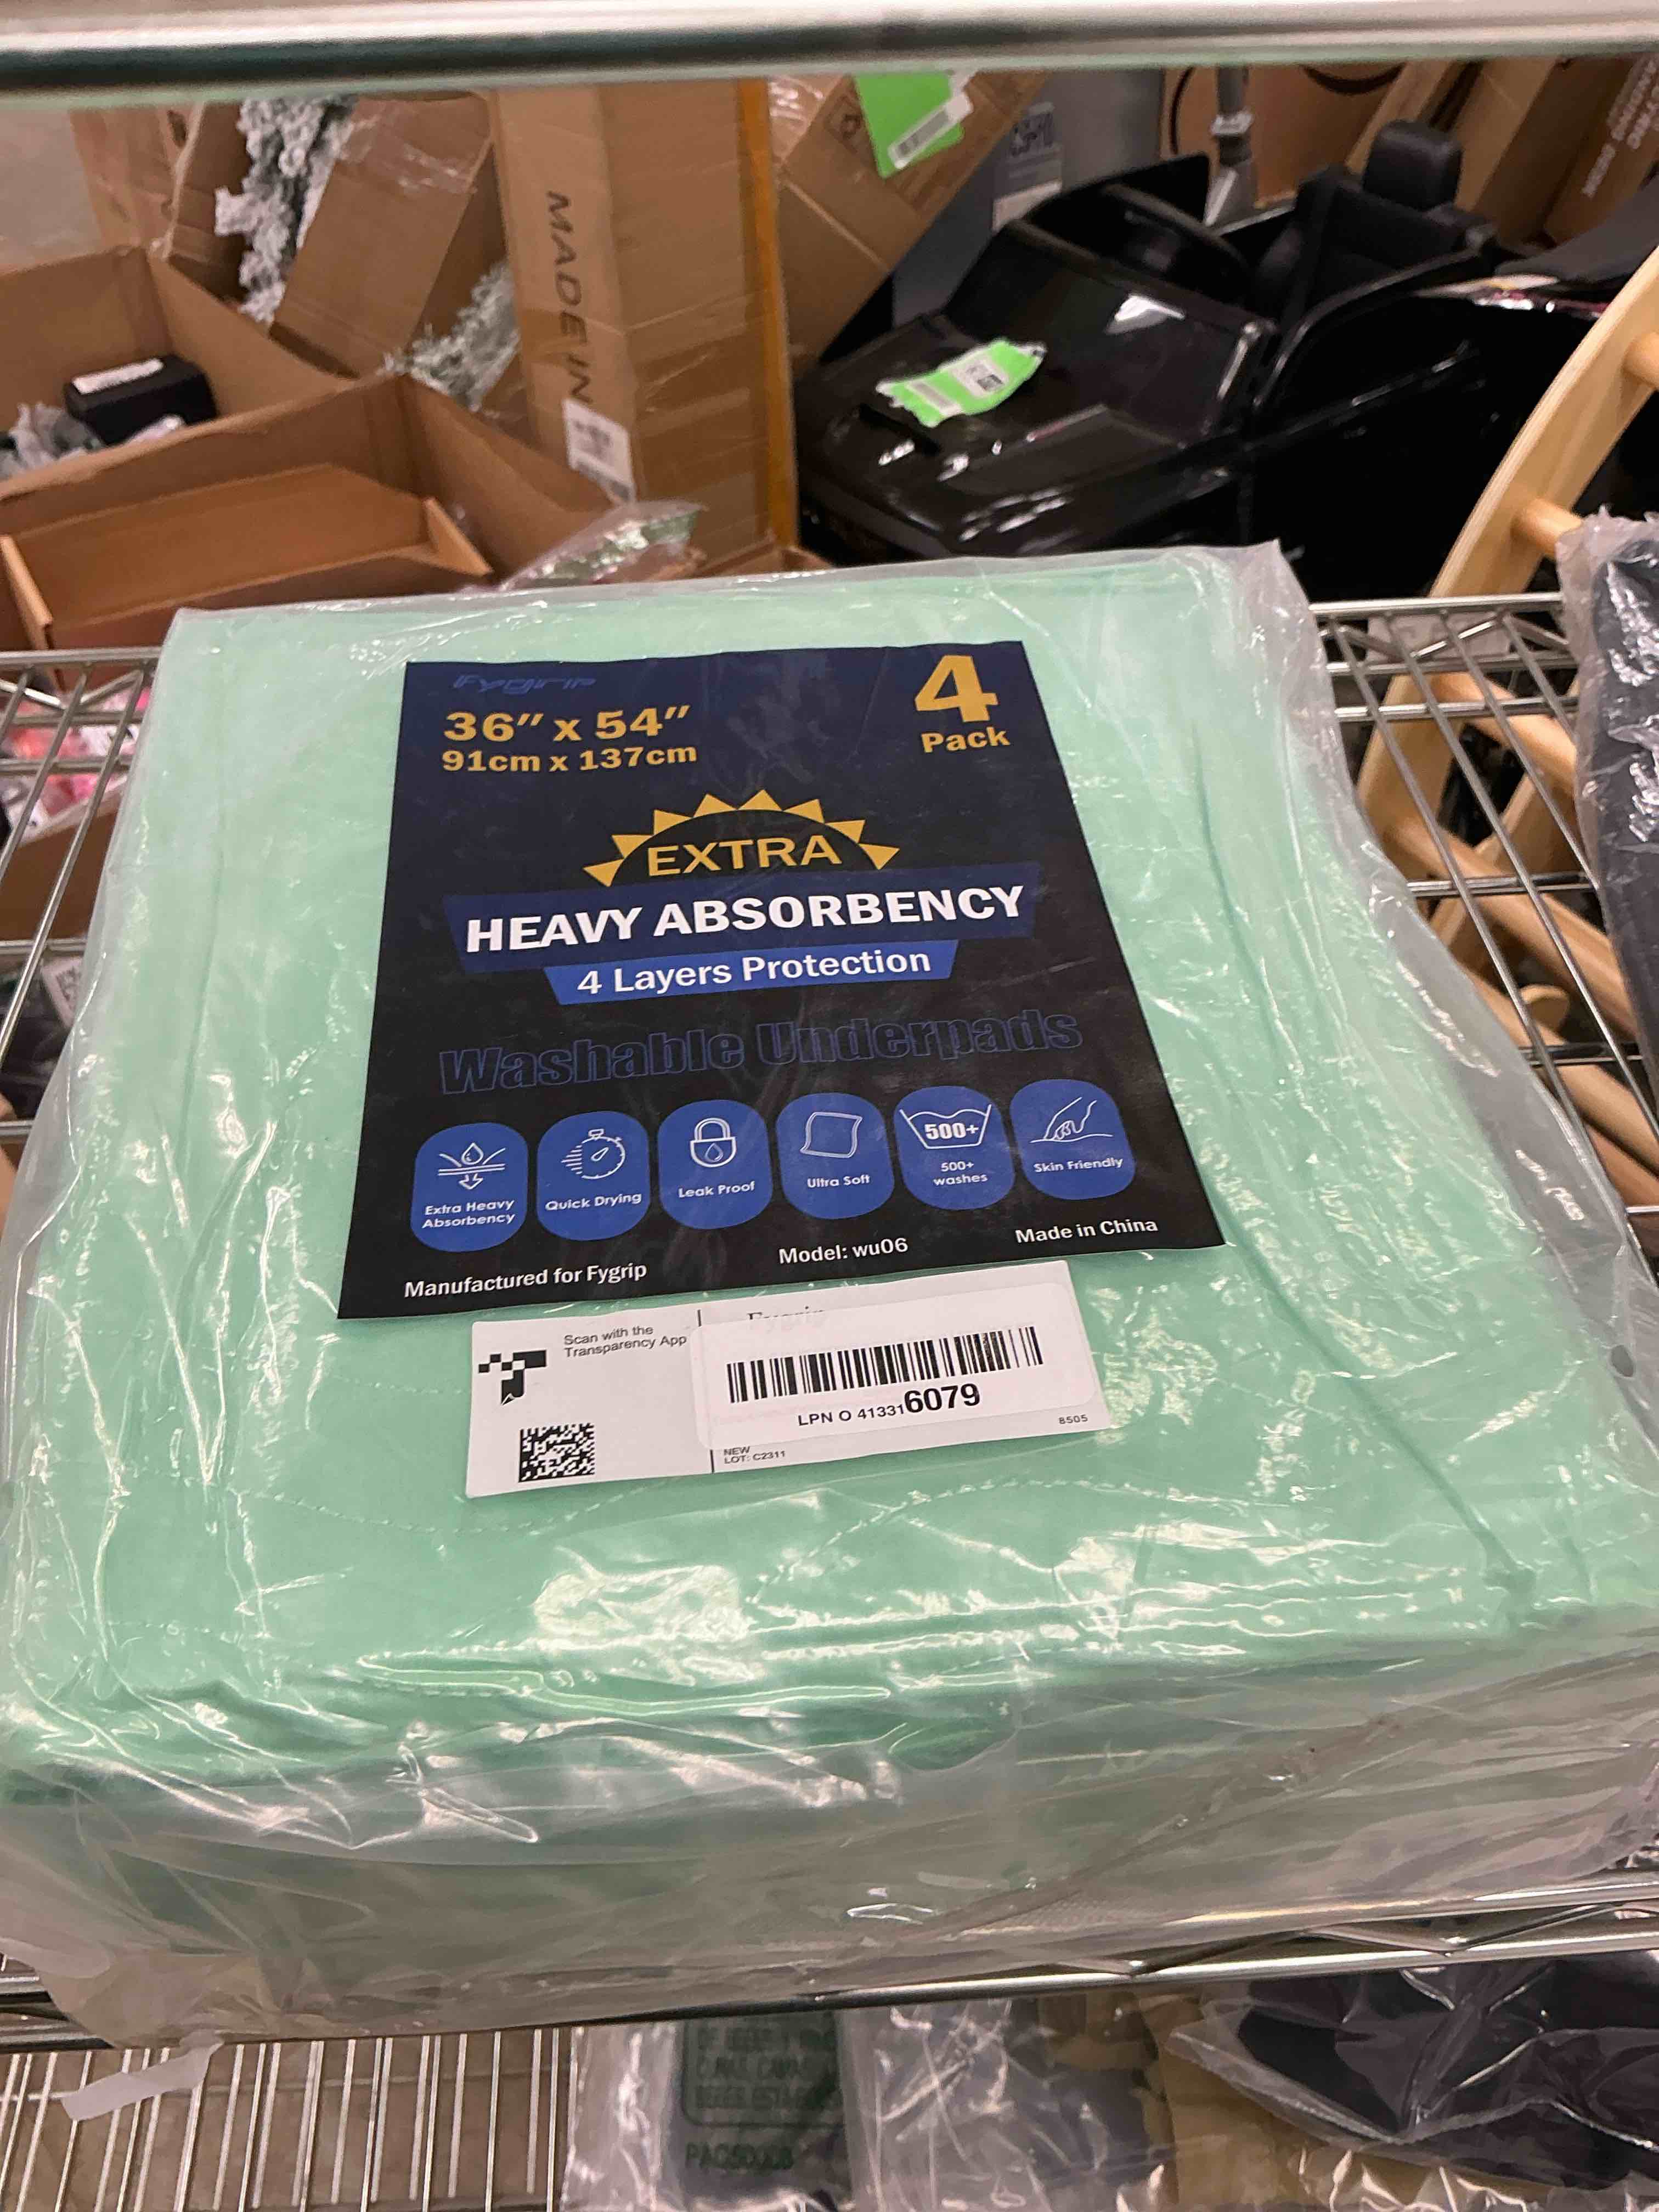 MADE IN
Fygrip
36" x 54"
91cm x 137cm
4
Pack
EXTRA
HEAVY ABSORBENCY
4 Layers Protection
Washable Underpads
Extra Heavy
Absorbency
Quick Drying
Leak Proof
Ultra Soft
500+
500+
washes
Skin Friendly
Manufactured for Fygrip
Model: wu06
Made in China
Scan with the
Transparency App
Fygrip
LPN O 413316079
8505
NEW
LOT: C2311